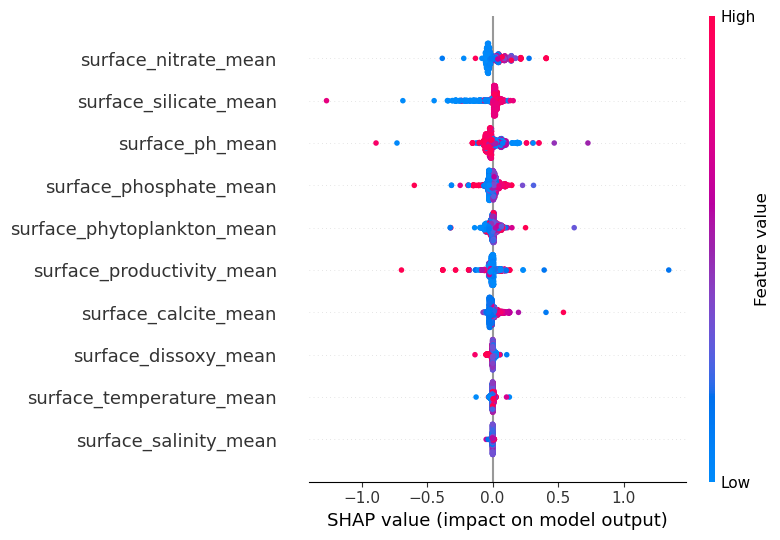 High
surface_nitrate_mean
surface_silicate_mean
surface_ph_mean
surface_phosphate_mean
surface_phytoplankton_mean
surface_productivity_mean
surface_calcite_mean
surface_dissoxy_mean
surface_temperature_mean
surface_salinity_mean
Feature value
Low
−1.0 −0.5 0.0 0.5 1.0
SHAP value (impact on model output)